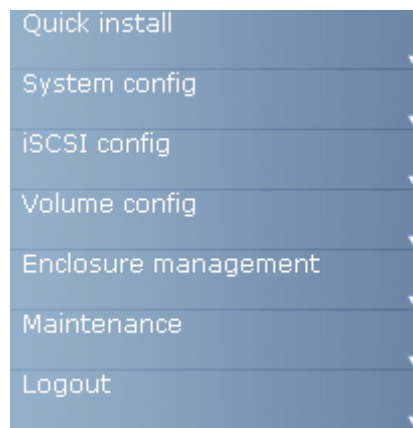 Quick install
System config
iSCSI config
Volume config
Enclosure management
Maintenance
Logout